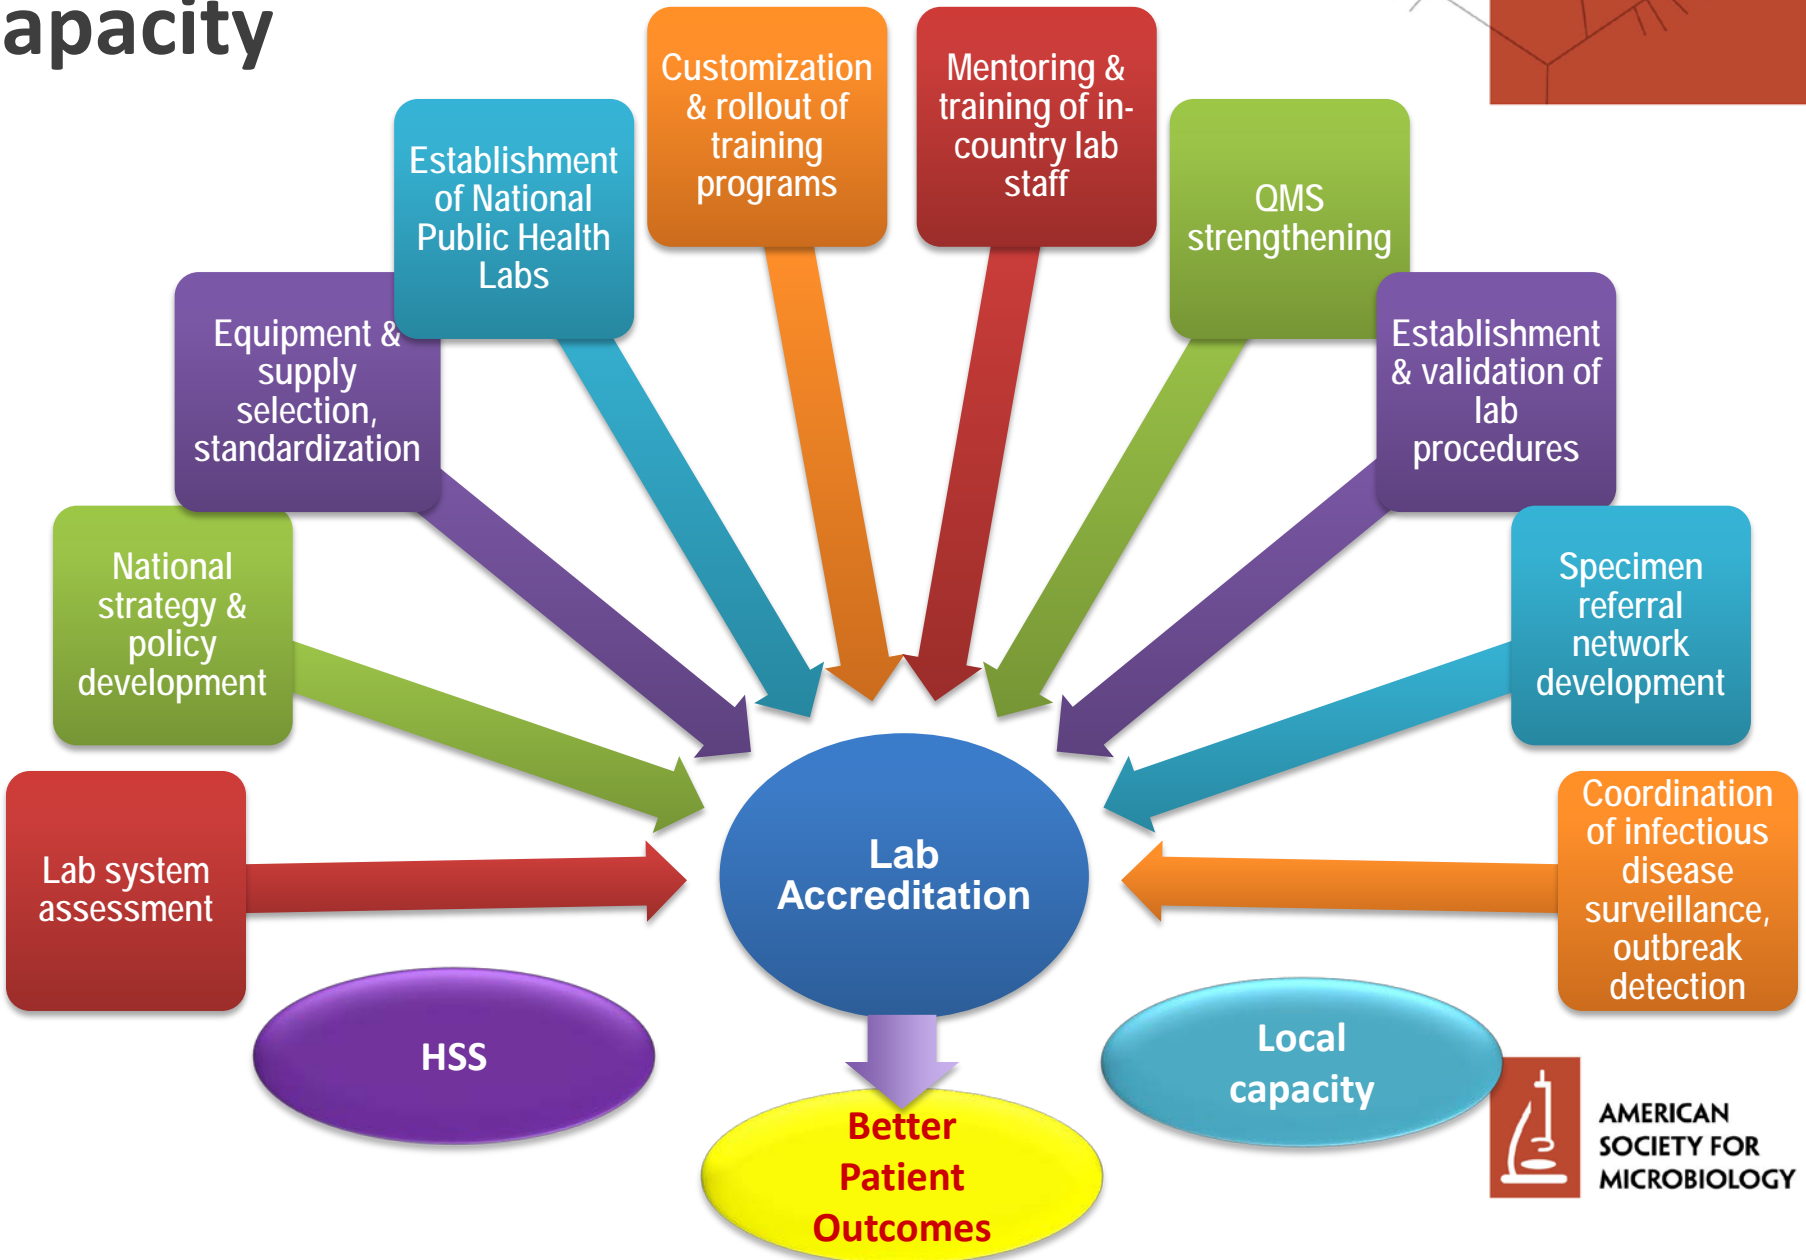 apacity
Customization
& rollout of
training
programs
Mentoring &
training of in-
country lab
staff
Establishment
of National
Public Health
Labs
QMS
strengthening
Equipment &
supply
selection,
standardization
Establishment
& validation of
lab
procedures
National
strategy &
policy
development
Specimen
referral
network
development
Lab system
assessment
Lab
Accreditation
Coordination
of infectious
disease
surveillance,
outbreak
detection
HSS
Local
capacity
Better
Patient
Outcomes
AMERICAN
SOCIETY FOR
MICROBIOLOGY